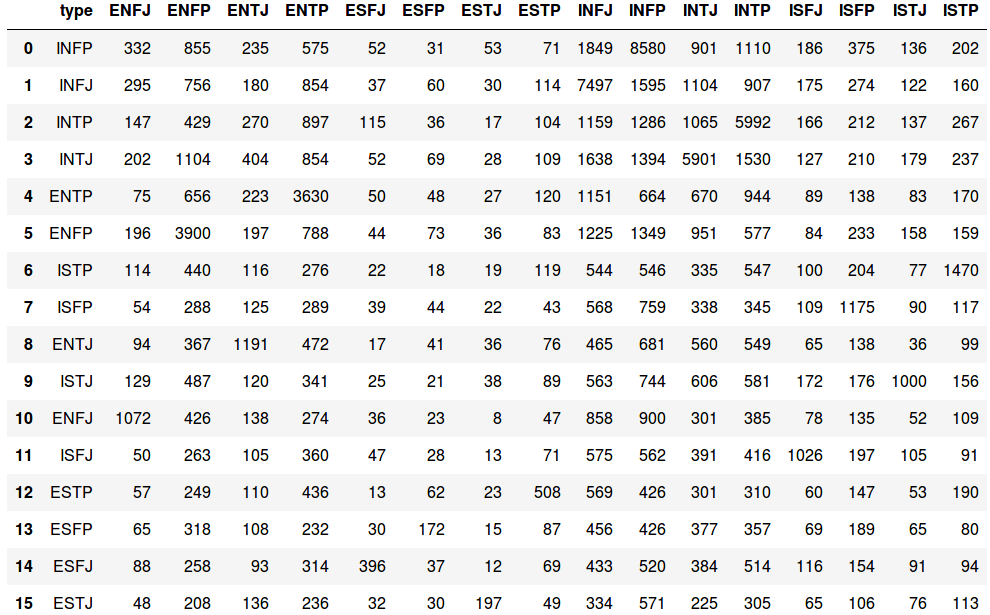 type ENFJ ENFP ENTJ ENTP ESFJ ESFP ESTJ ESTP INFJ INFP INTJ INTP ISFJ ISFP ISTJ ISTP
0 INFP 332 855 235 575 52 31 53 71 1849 8580 901 1110 186 375 136 202
1 INFJ 295 756 180 854 37 60 30 114 7497 1595 1104 907 175 274 122 160
2 INTP 147 429 270 897 115 36 17 104 1159 1286 1065 5992 166 212 137 267
3 INTJ 202 1104 404 854 52 69 28 109 1638 1394 5901 1530 127 210 179 237
4 ENTP 75 656 223 3630 50 48 27 120 1151 664 670 944 89 138 83 170
5 ENFP 196 3900 197 788 44 73 36 83 1225 1349 951 577 84 233 158 159
6 ISTP 114 440 116 276 22 18 19 119 544 546 335 547 100 204 77 1470
7 ISFP 54 288 125 289 39 44 22 43 568 759 338 345 109 1175 90 117
8 ENTJ 94 367 1191 472 17 41 36 76 465 681 560 549 65 138 36 99
9 ISTJ 129 487 120 341 25 21 38 89 563 744 606 581 172 176 1000 156
10 ENFJ 1072 426 138 274 36 23 8 47 858 900 301 385 78 135 52 109
11 ISFJ 50 263 105 360 47 28 13 71 575 562 391 416 1026 197 105 91
12 ESTP 57 249 110 436 13 62 23 508 569 426 301 310 60 147 53 190
13 ESFP 65 318 108 232 30 172 15 87 456 426 377 357 69 189 65 80
14 ESFJ 88 258 93 314 396 37 12 69 433 520 384 514 116 154 91 94
15 ESTJ 48 208 136 236 32 30 197 49 334 571 225 305 65 106 76 113